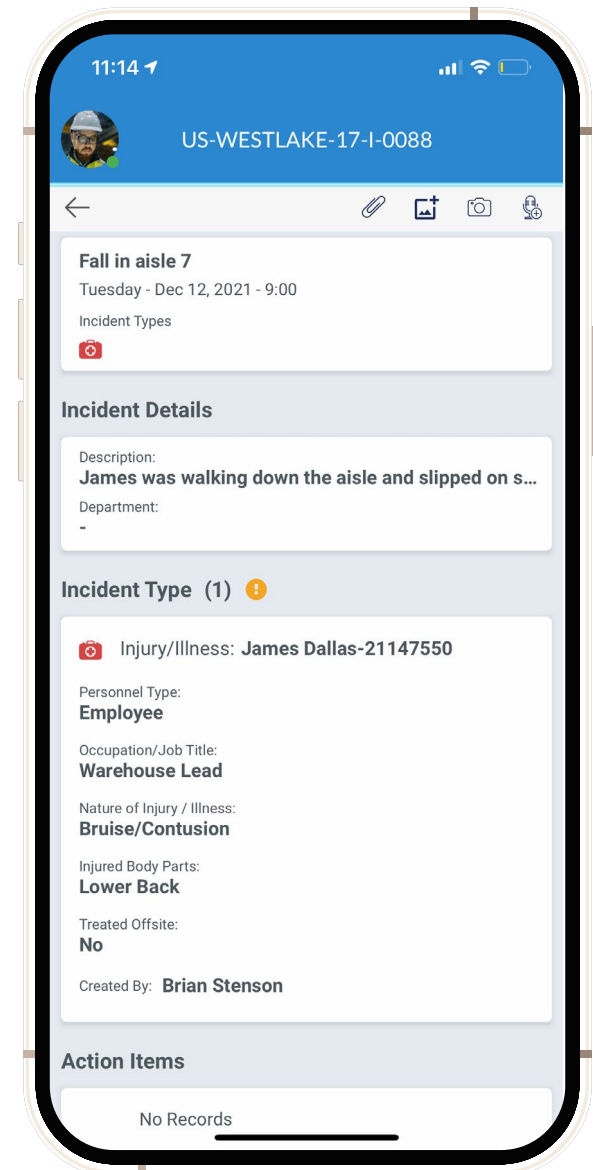 11:14
US-WESTLAKE-17-I-0088
Fall in aisle 7
Tuesday - Dec 12, 2021 - 9:00
Incident Types
Incident Details
Description:
James was walking down the aisle and slipped on s...
Department:
-
Incident Type (1)
Injury/Illness: James Dallas-21147550
Personnel Type:
Employee
Occupation/Job Title:
Warehouse Lead
Nature of Injury / Illness:
Bruise/Contusion
Injured Body Parts:
Lower Back
Treated Offsite:
No
Created By: Brian Stenson
Action Items
No Records